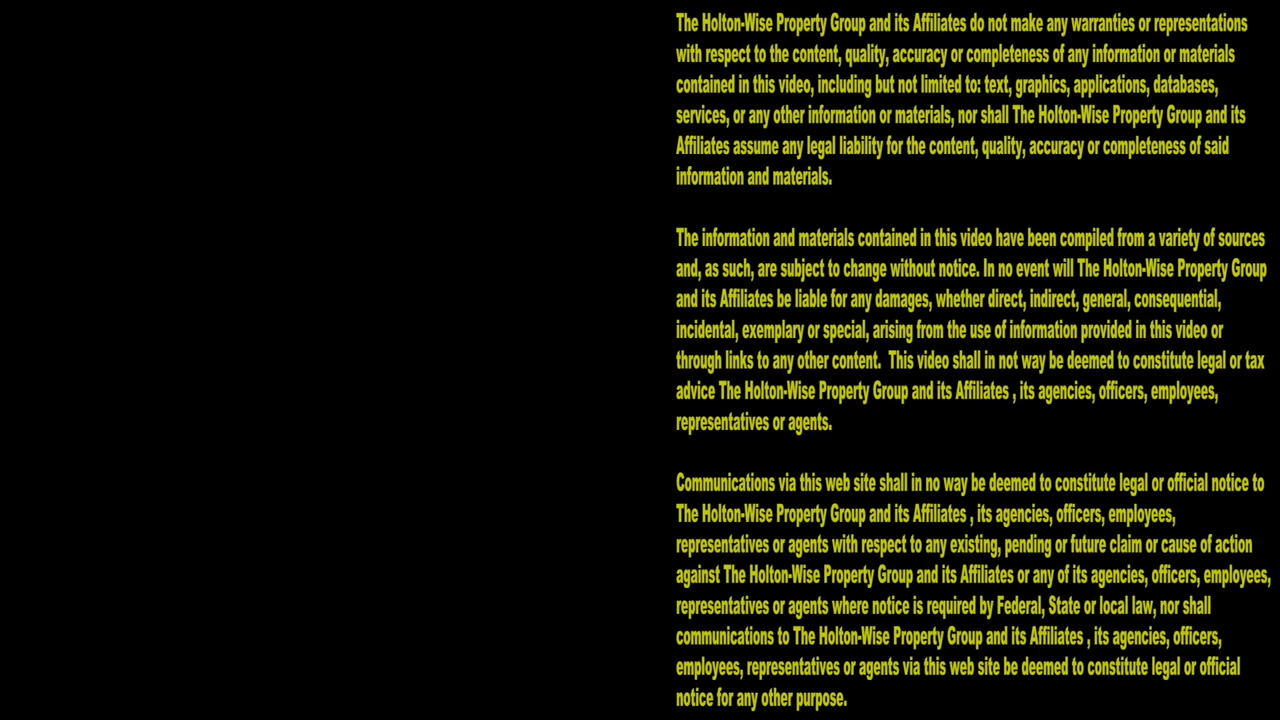 The Holton-Wise Property Group and its Affiliates do not make any warranties or representations
with respect to the content, quality, accuracy or completeness of any information or materials
contained in this video, including but not limited to: text, graphics, applications, databases,
services, or any other information or materials, nor shall The Holton-Wise Property Group and its
Affiliates assume any legal liability for the content, quality, accuracy or completeness of said
information and materials.
The information and materials contained in this video have been compiled from a variety of sources
and, as such, are subject to change without notice. In no event will The Holton-Wise Property Group
and its Affiliates be liable for any damages, whether direct, indirect, general, consequential,
incidental, exemplary or special, arising from the use of information provided in this video or
through links to any other content.  This video shall in not way be deemed to constitute legal or tax
advice The Holton-Wise Property Group and its Affiliates , its agencies, officers, employees,
representatives or agents.
Communications via this web site shall in no way be deemed to constitute legal or official notice to
The Holton-Wise Property Group and its Affiliates , its agencies, officers, employees,
representatives or agents with respect to any existing, pending or future claim or cause of action
against The Holton-Wise Property Group and its Affiliates or any of its agencies, officers, employees,
representatives or agents where notice is required by Federal, State or local law, nor shall
communications to The Holton-Wise Property Group and its Affiliates , its agencies, officers,
employees, representatives or agents via this web site be deemed to constitute legal or official
notice for any other purpose.